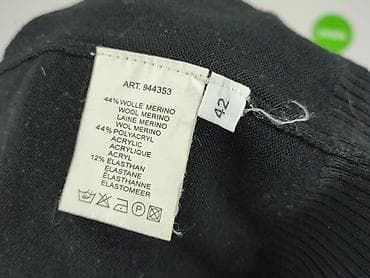 ART. 944353
44% WOLLE MERINO
WOOL MERINO
LAINE MERINO
WOL MERINO
44% POLYACRYL
ACRYLIC
ACRYLIQUE
ACRYL
12% ELASTHAN
ELASTANE
ELASTHANNE
ELASTOMEER
P
42